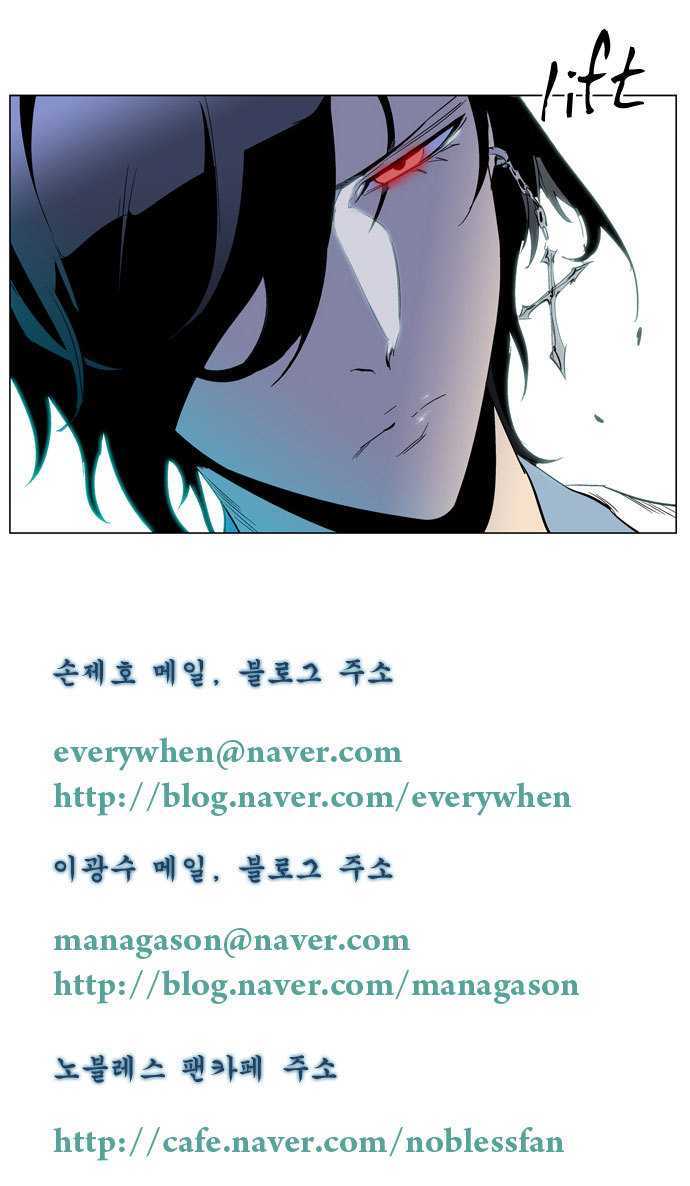 lift
손제호 메일, 블로그 주소
everywhen@naver.com
http://blog.naver.com/everywhen
이광수 메일, 블로그 주소
managason@naver.com
http://blog.naver.com/managason
노블레스 팬카페 주소
http://cafe.naver.com/noblessfan